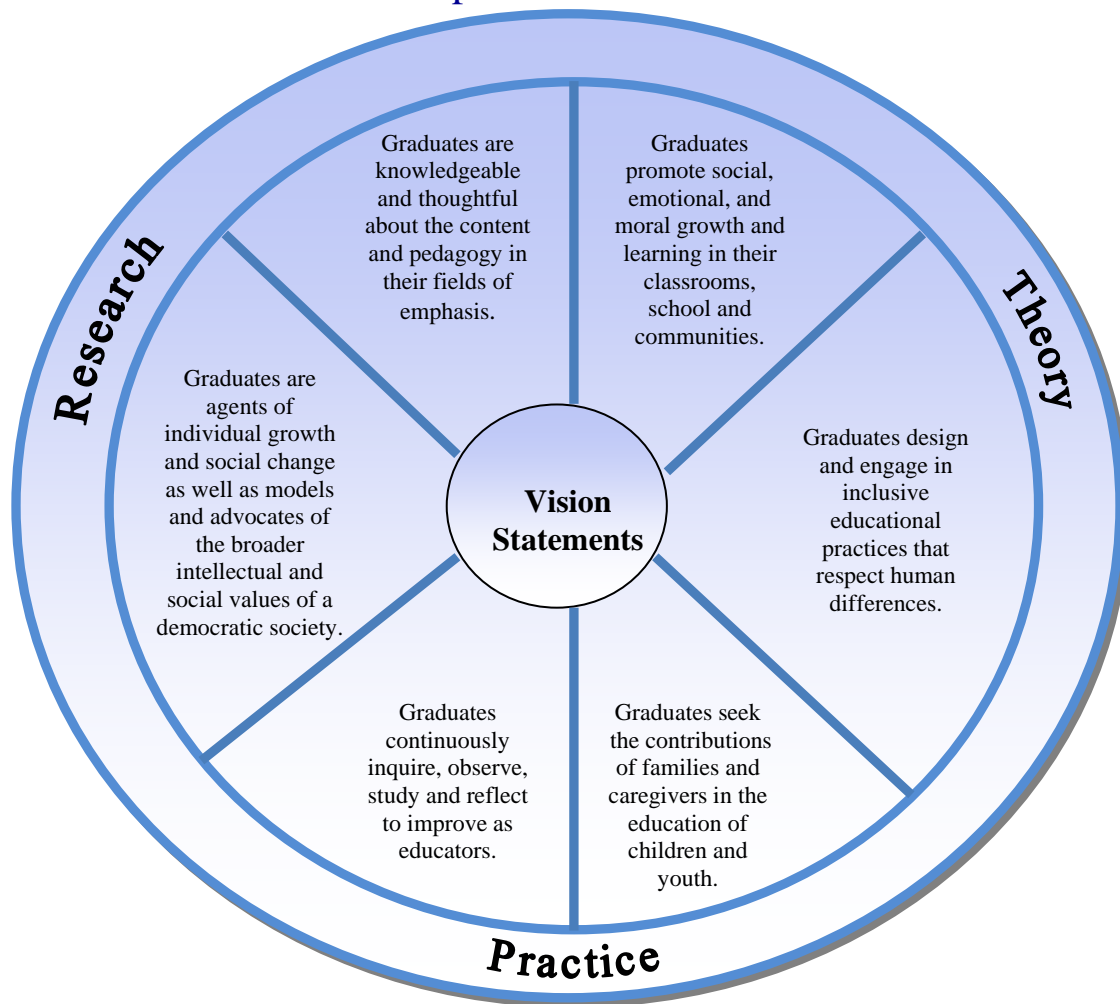 Graduates are
knowledgeable
and thoughtful
about the content
and pedagogy in
their fields of
emphasis.
Graduates
promote social,
emotional, and
moral growth and
learning in their
classrooms,
school and
communities.
Research
Theory
Graduates are
agents of
individual growth
and social change
as well as models
and advocates of
the broader
intellectual and
social values of a
democratic society.
Vision
Statements
Graduates design
and engage in
inclusive
educational
practices that
respect human
differences.
Graduates
continuously
inquire, observe,
study and reflect
to improve as
educators.
Graduates seek
the contributions
of families and
caregivers in the
education of
children and
youth.
Practice